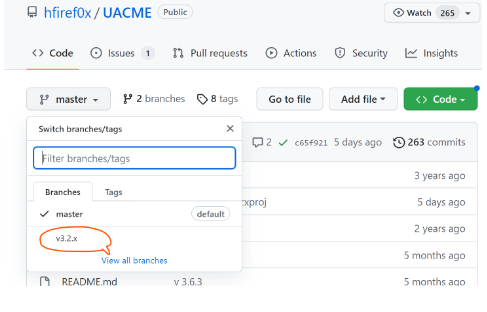 hfiref0x / UACME Public Watch 265
Code Issues 1 Pull requests Actions Security Insights
master 2 branches 8 tags Go to file Add file Code
Switch branches/tags
2 c65f921 5 days ago 263 commits
Filter branches/tags
3 years ago
Branches Tags
cxproj 5 days ago
master default
2 years ago
v3.2.x
5 months ago
View all branches
README.md v 3.6.3 5 months ago